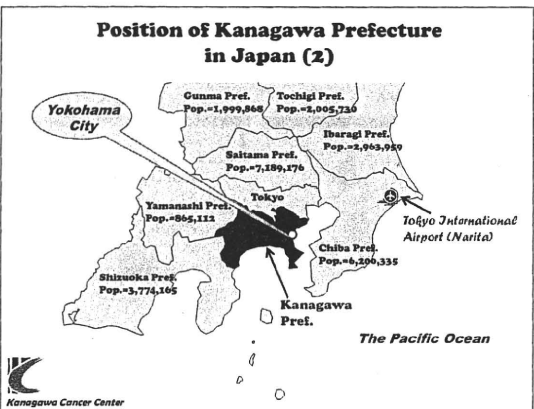 Position of Kanagawa Prefecture
in Japan (2)
Yokohama
City
Gunma Pref.
Pop.=1,999,868
Tochigi Pref.
Pop.=2,005,730
Ibaragi Pref.
Pop.=2,963,959
Saitama Pref.
Pop.=7,189,176
Tokyo
Yamanashi Pref.
Pop.=865,112
Tokyo International
Airport (Narita)
Chiba Pref.
Pop.=6,200,335
Shizuoka Pref.
Pop.=3,774,165
Kanagawa
Pref.
The Pacific Ocean
Kanagawa Cancer Center